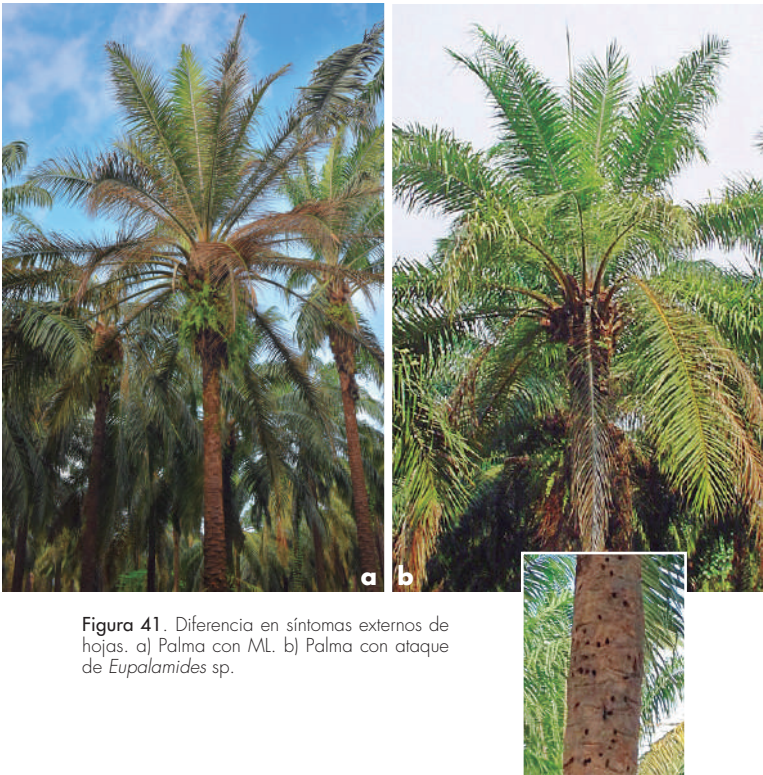 a
b
Figura 41. Diferencia en síntomas externos de
hojas. a) Palma con ML. b) Palma con ataque
de Eupalamides sp.